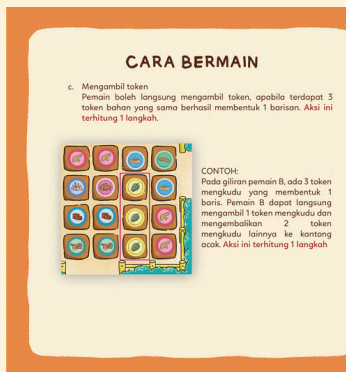 CARA BERMAIN
c. Mengambil token
Pemain boleh langsung mengambil token, apabila terdapat 3
token bahan yang sama berhasil membentuk 1 barisan. Aksi ini
terhitung 1 langkah.
CONTOH:
Pada giliran pemain B, ada 3 token
mengkudu yang membentuk 1
baris. Pemain B dapat langsung
mengambil 1 token mengkudu dan
mengembalikan 2 token
mengkudu lainnya ke kantong
acak. Aksi ini terhitung 1 langkah